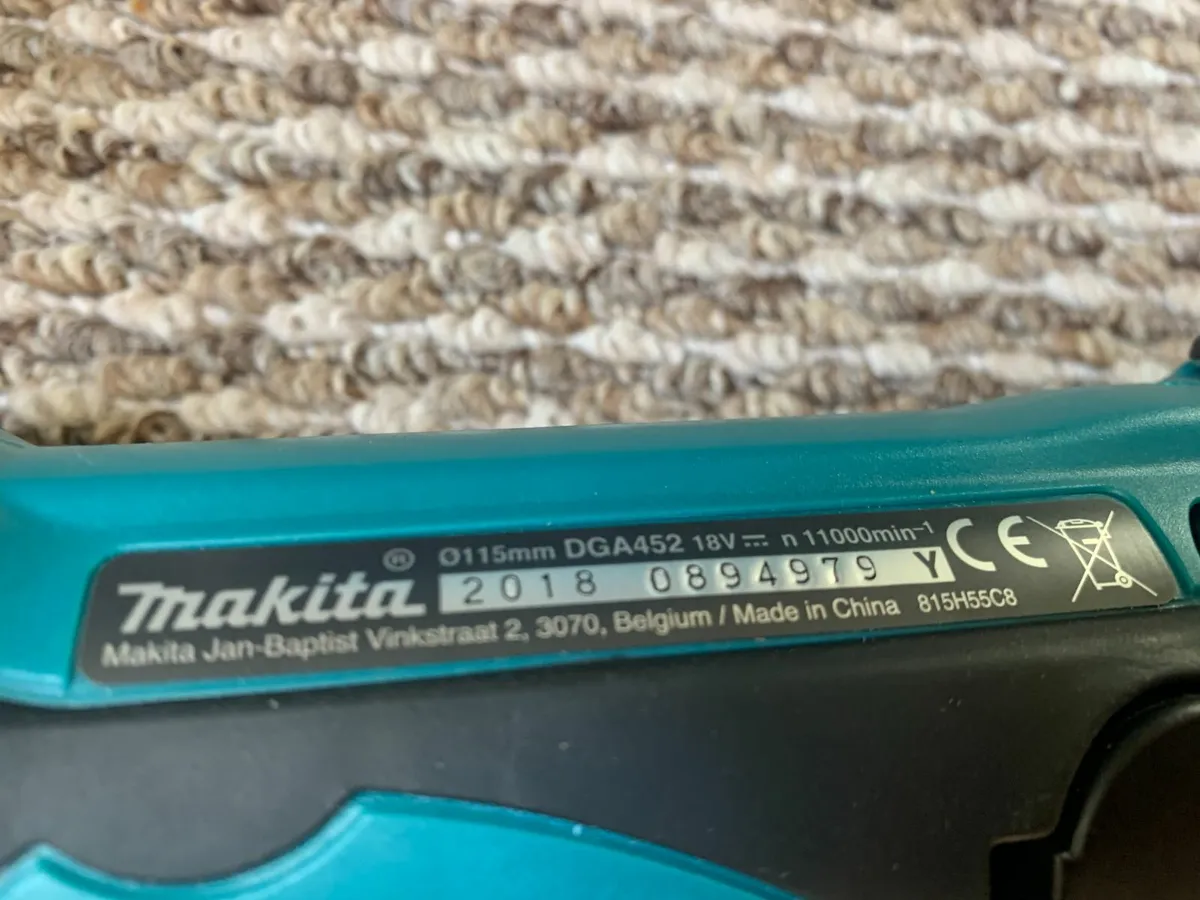 makita®
Ø115mm DGA452 18V⎓ n 11000min⁻¹
2018 0894979 Y
CE
Makita Jan-Baptist Vinkstraat 2, 3070, Belgium / Made in China 815H55C8